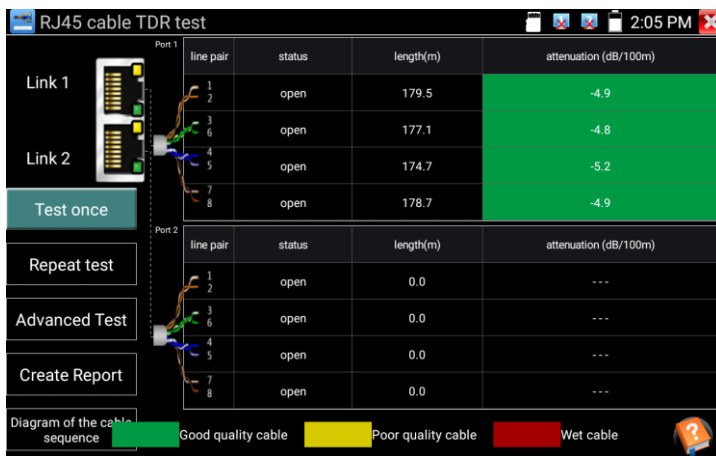 RJ45 cable TDR test
2:05 PM
Link 1
Link 2
Test once
Repeat test
Advanced Test
Create Report
Diagram of the cable
sequence
Port 1
line pair status length(m) attenuation (dB/100m)
1
2 open 179.5 -4.9
3
6 open 177.1 -4.8
4
5 open 174.7 -5.2
7
8 open 178.7 -4.9
Port 2
line pair status length(m) attenuation (dB/100m)
1
2 open 0.0 ---
3
6 open 0.0 ---
4
5 open 0.0 ---
7
8 open 0.0 ---
Good quality cable Poor quality cable Wet cable
?